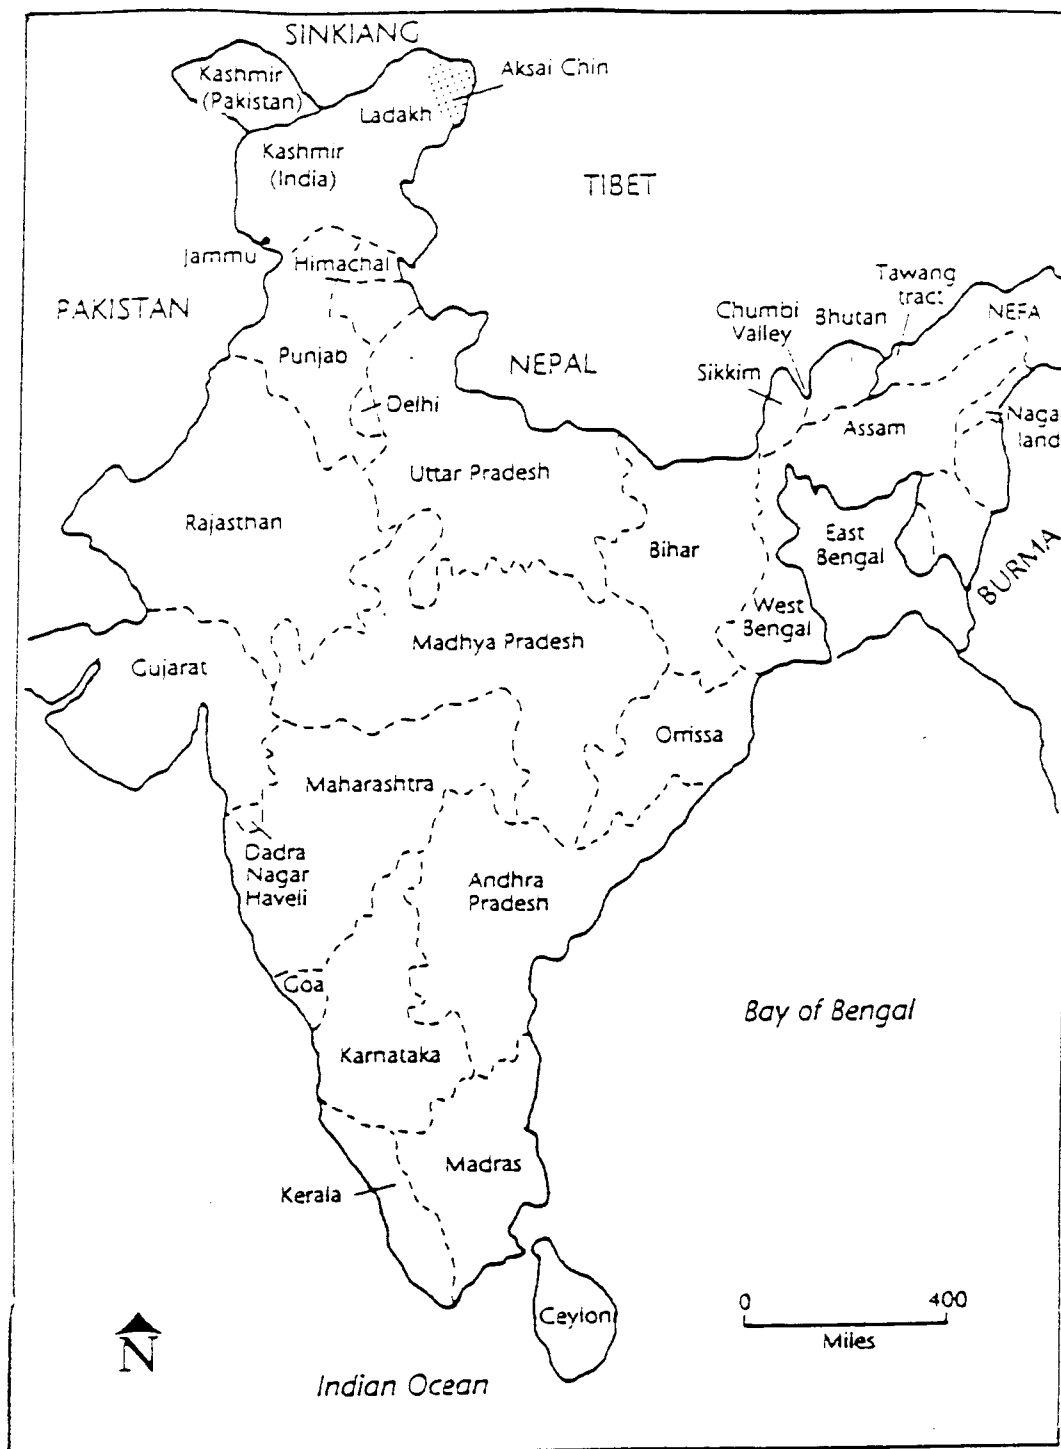 SINKIANG
Kashmir
(Pakistan)
Aksai Chin
Ladakh
Kashmir
(India)
TIBET
Jammu
Himachal
Tawang
tract
PAKISTAN
Chumbi
Valley
Bhutan
NEFA
Punjab
NEPAL
Sikkim
Delhi
Assam
Naga
land
Uttar Pradesh
Rajasthan
Bihar
East
Bengal
BURMA
West
Bengal
Madhya Pradesh
Gujarat
Orrissa
Maharashtra
Dadra
Nagar
Haveli
Andhra
Pradesh
Goa
Bay of Bengal
Karnataka
Madras
Kerala
0 400
Miles
Ceylon
N
Indian Ocean